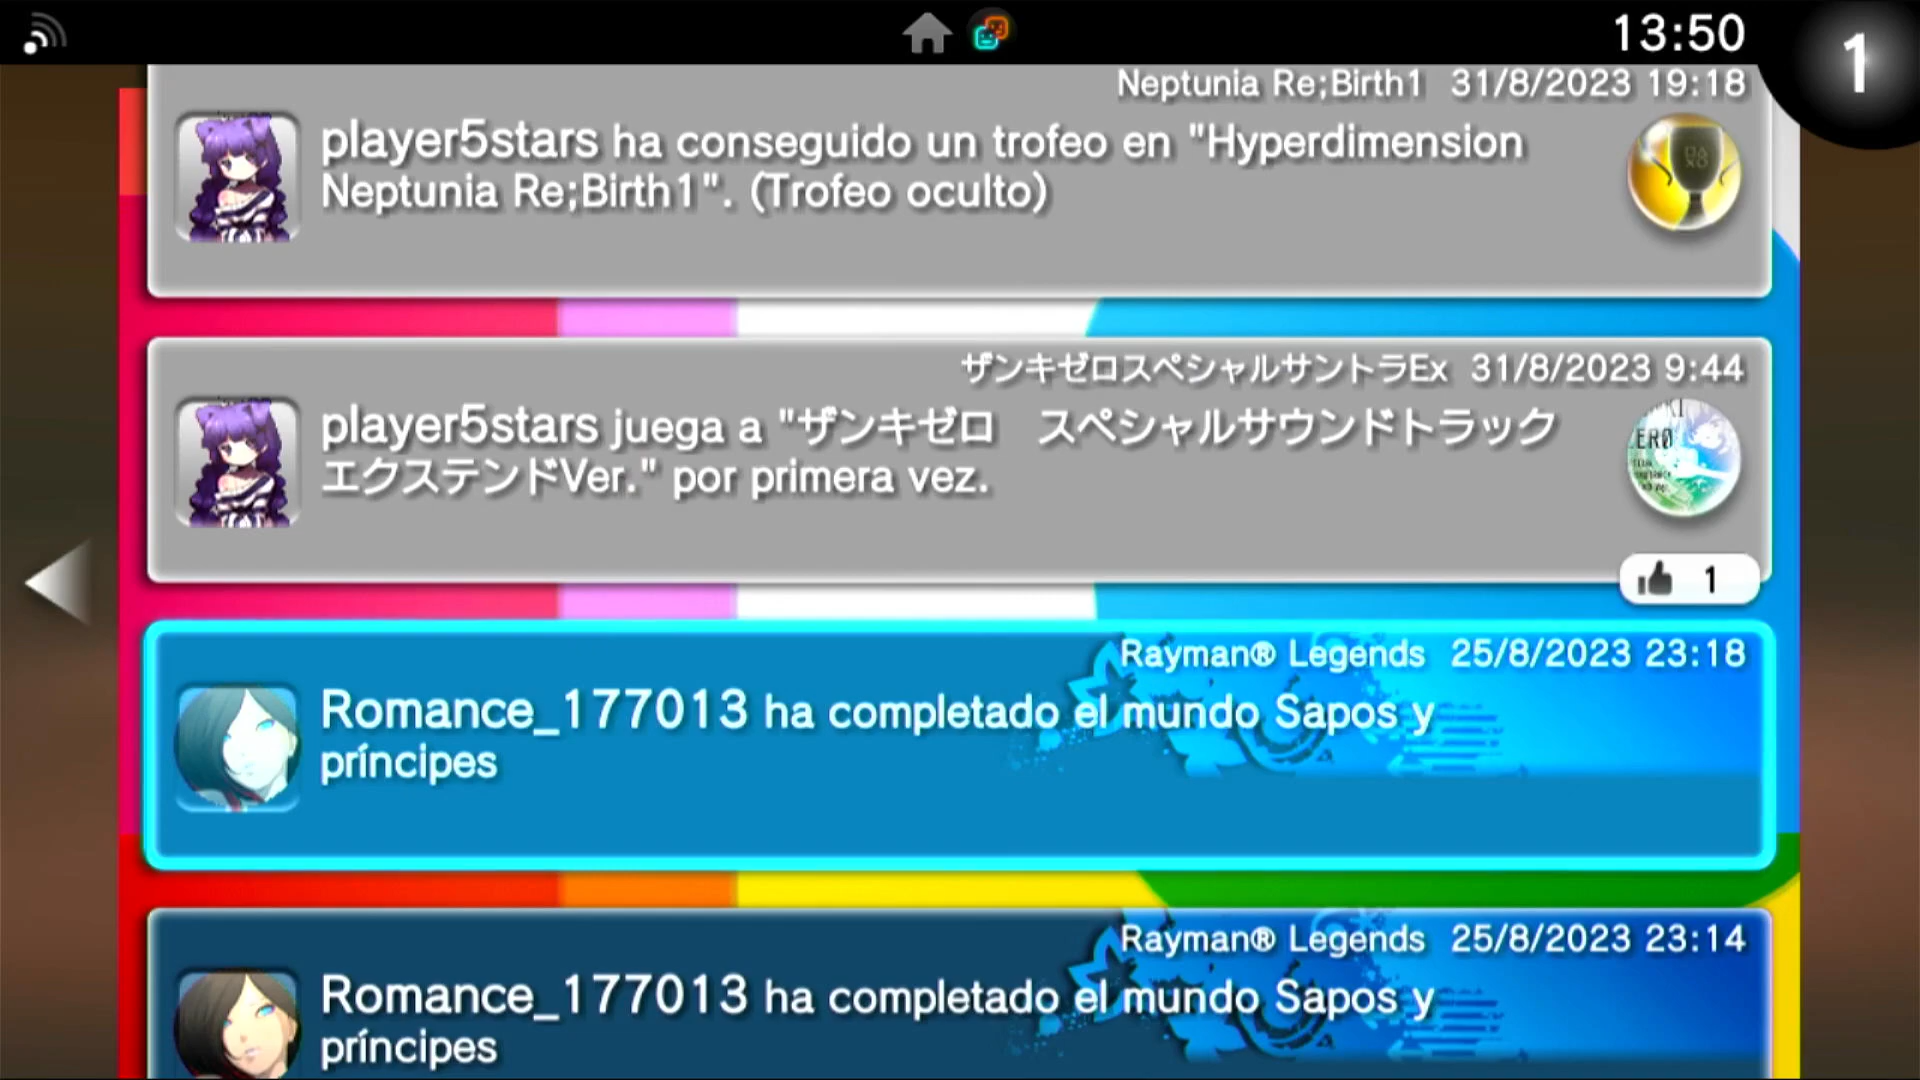 13:50
1
Neptunia Re;Birth1 31/8/2023 19:18
player5stars ha conseguido un trofeo en "Hyperdimension
Neptunia Re;Birth1". (Trofeo oculto)
ザンキゼロスペシャルサントラEx 31/8/2023 9:44
player5stars juega a "ザンキゼロ　スペシャルサウンドトラック
エクステンドVer." por primera vez.
1
Rayman® Legends 25/8/2023 23:18
Romance_177013 ha completado el mundo Sapos y
príncipes
Rayman® Legends 25/8/2023 23:14
Romance_177013 ha completado el mundo Sapos y
príncipes